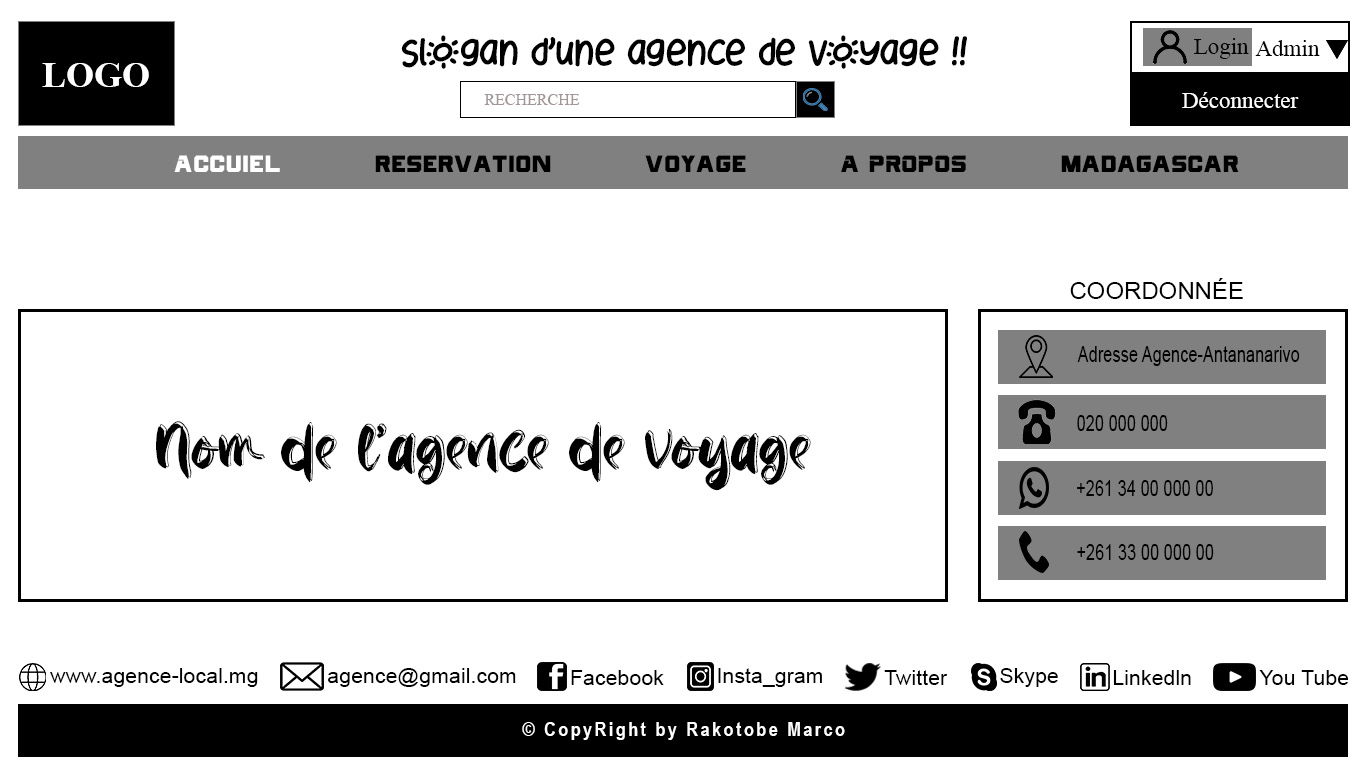 LOGO
slogan d'une agence de voyage !!
RECHERCHE
Login Admin
Déconnecter
ACCUIEL RESERVATION VOYAGE A PROPOS MADAGASCAR
COORDONNÉE
Nom de l'agence de voyage
Adresse Agence-Antananarivo
020 000 000
+261 34 00 000 00
+261 33 00 000 00
www.agence-local.mg agence@gmail.com Facebook Insta_gram Twitter Skype LinkedIn You Tube
© CopyRight by Rakotobe Marco